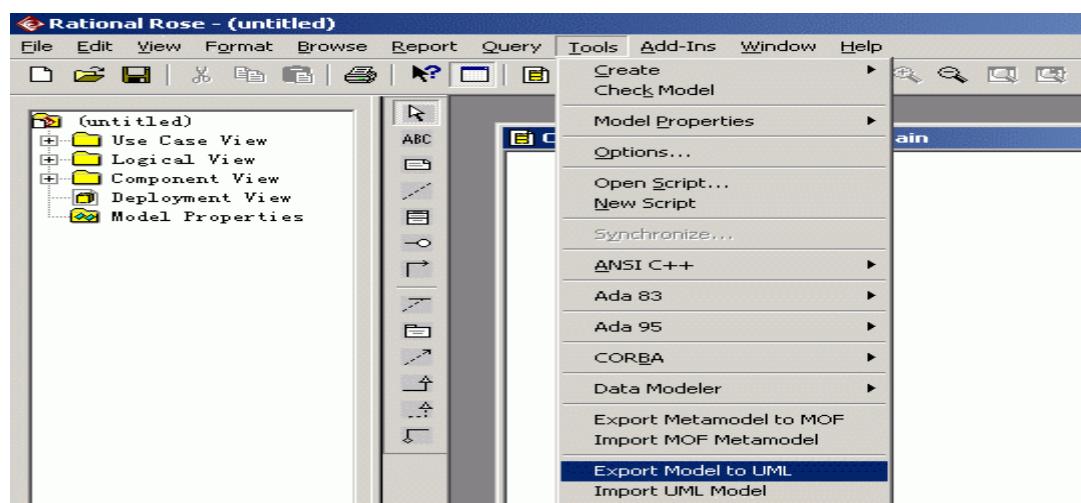 Rational Rose - (untitled)
File Edit View Format Browse Report Query Tools Add-Ins Window Help
(untitled)
Use Case View
Logical View
Component View
Deployment View
Model Properties
ABC
Create
Check Model
Model Properties
Options...
Open Script...
New Script
Synchronize...
ANSI C++
Ada 83
Ada 95
CORBA
Data Modeler
Export Metamodel to MOF
Import MOF Metamodel
Export Model to UML
Import UML Model